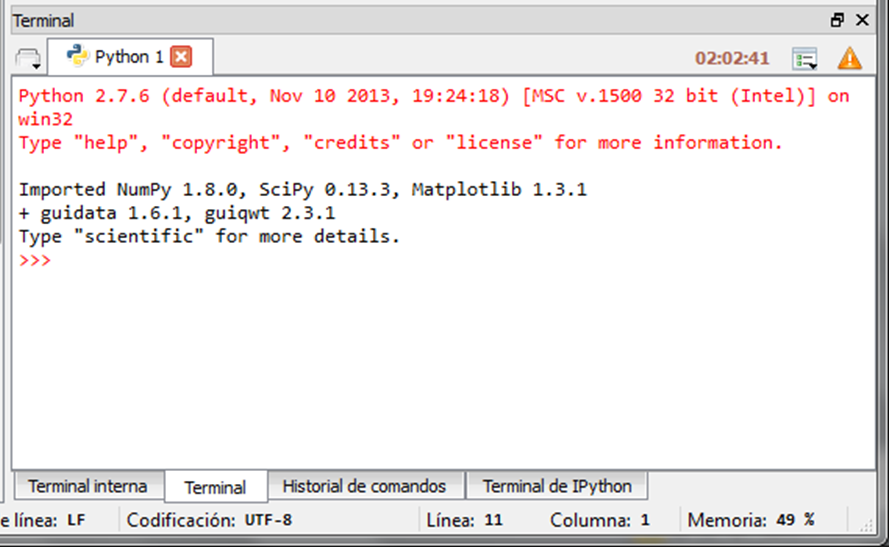 Terminal
Python 1
02:02:41
Python 2.7.6 (default, Nov 10 2013, 19:24:18) [MSC v.1500 32 bit (Intel)] on
win32
Type "help", "copyright", "credits" or "license" for more information.
Imported NumPy 1.8.0, SciPy 0.13.3, Matplotlib 1.3.1
+ guidata 1.6.1, guiqwt 2.3.1
Type "scientific" for more details.
>>>
Terminal interna Terminal Historial de comandos Terminal de IPython
e línea: LF Codificación: UTF-8 Línea: 11 Columna: 1 Memoria: 49 %